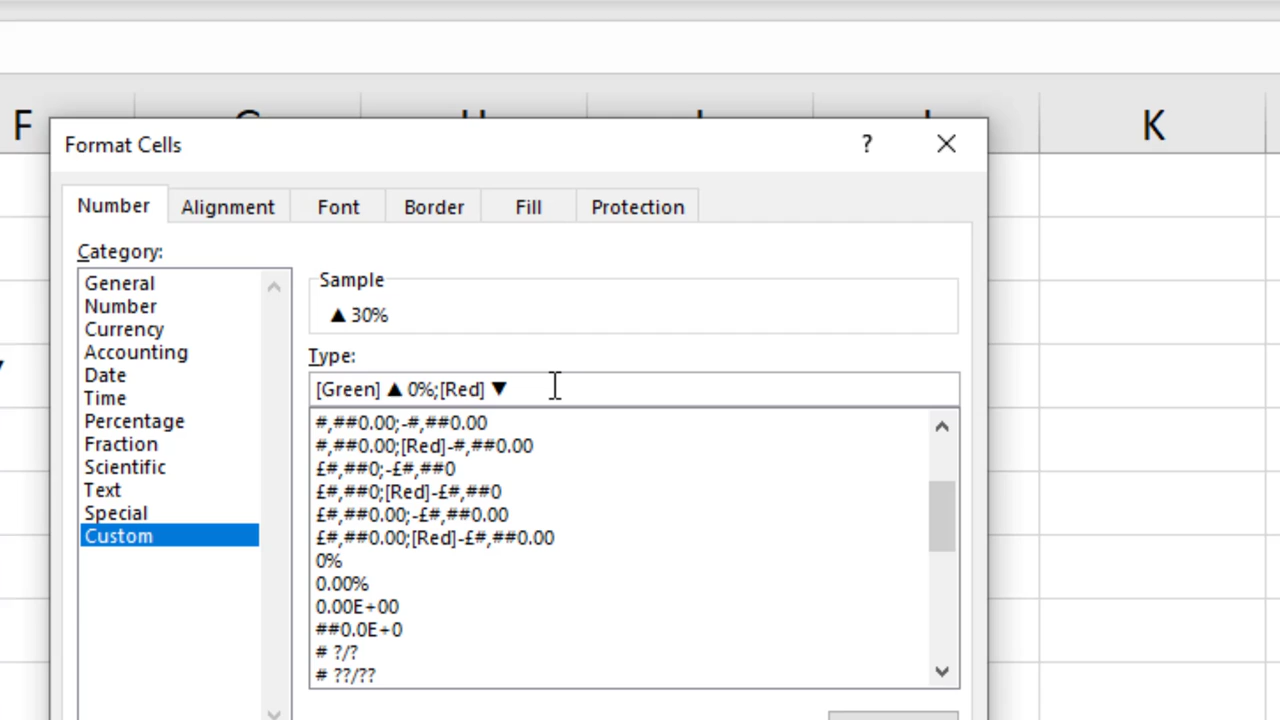 F K
Format Cells ?
Number Alignment Font Border Fill Protection
Category:
General
Number
Currency
Accounting
Date
Time
Percentage
Fraction
Scientific
Text
Special
Custom
Sample
▲ 30%
Type:
[Green] ▲ 0%;[Red] ▼
#,##0.00;-#,##0.00
#,##0.00;[Red]-#,##0.00
£#,##0;-£#,##0
£#,##0;[Red]-£#,##0
£#,##0.00;-£#,##0.00
£#,##0.00;[Red]-£#,##0.00
0%
0.00%
0.00E+00
##0.0E+0
# ?/?
# ??/??